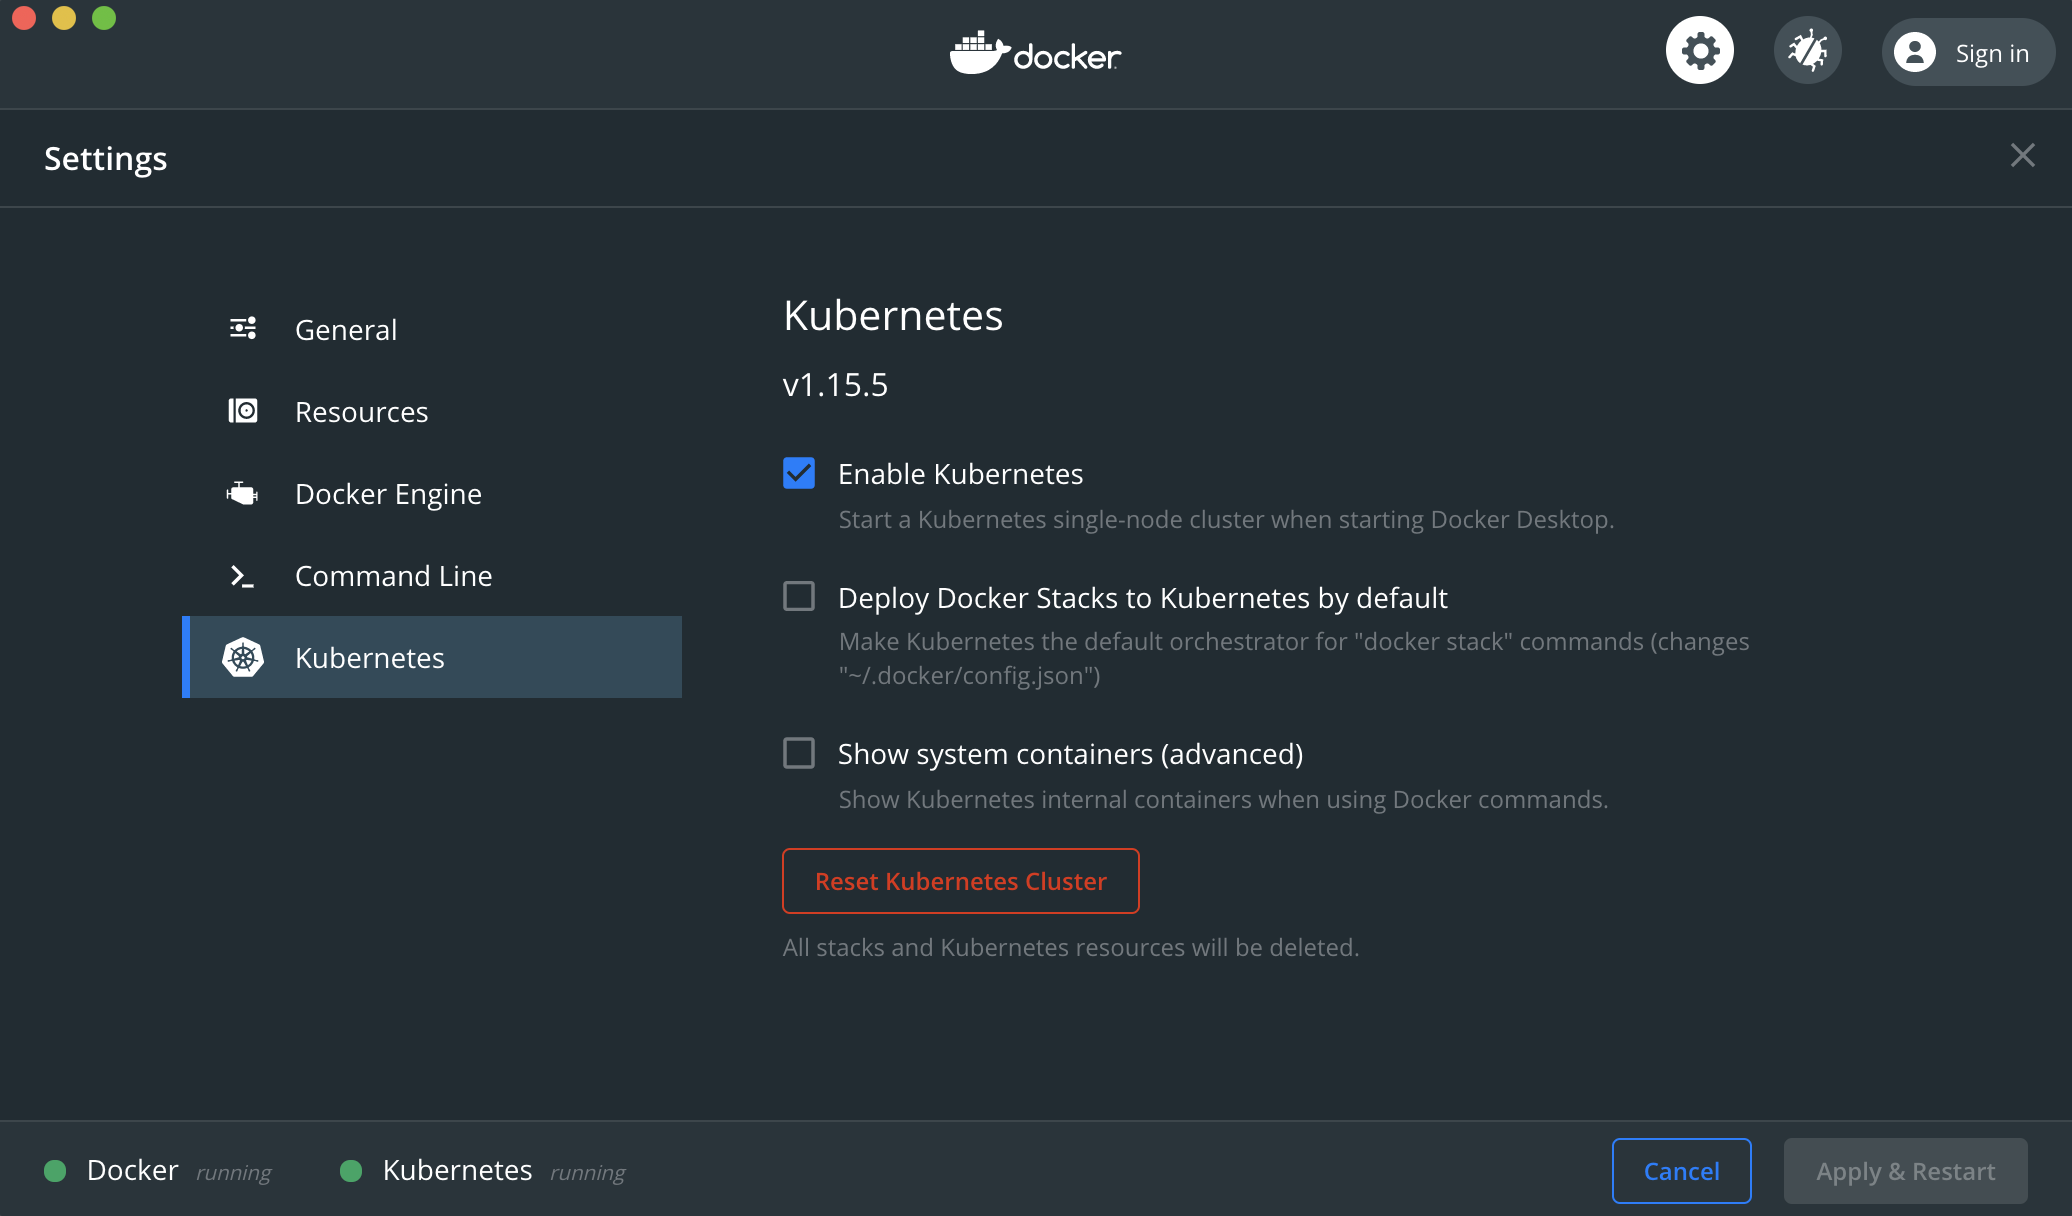 docker
Sign in
Settings
General
Resources
Docker Engine
Command Line
Kubernetes
Kubernetes
v1.15.5
Enable Kubernetes
Start a Kubernetes single-node cluster when starting Docker Desktop.
Deploy Docker Stacks to Kubernetes by default
Make Kubernetes the default orchestrator for "docker stack" commands (changes
"~/.docker/config.json")
Show system containers (advanced)
Show Kubernetes internal containers when using Docker commands.
Reset Kubernetes Cluster
All stacks and Kubernetes resources will be deleted.
Docker running
Kubernetes running
Cancel
Apply & Restart